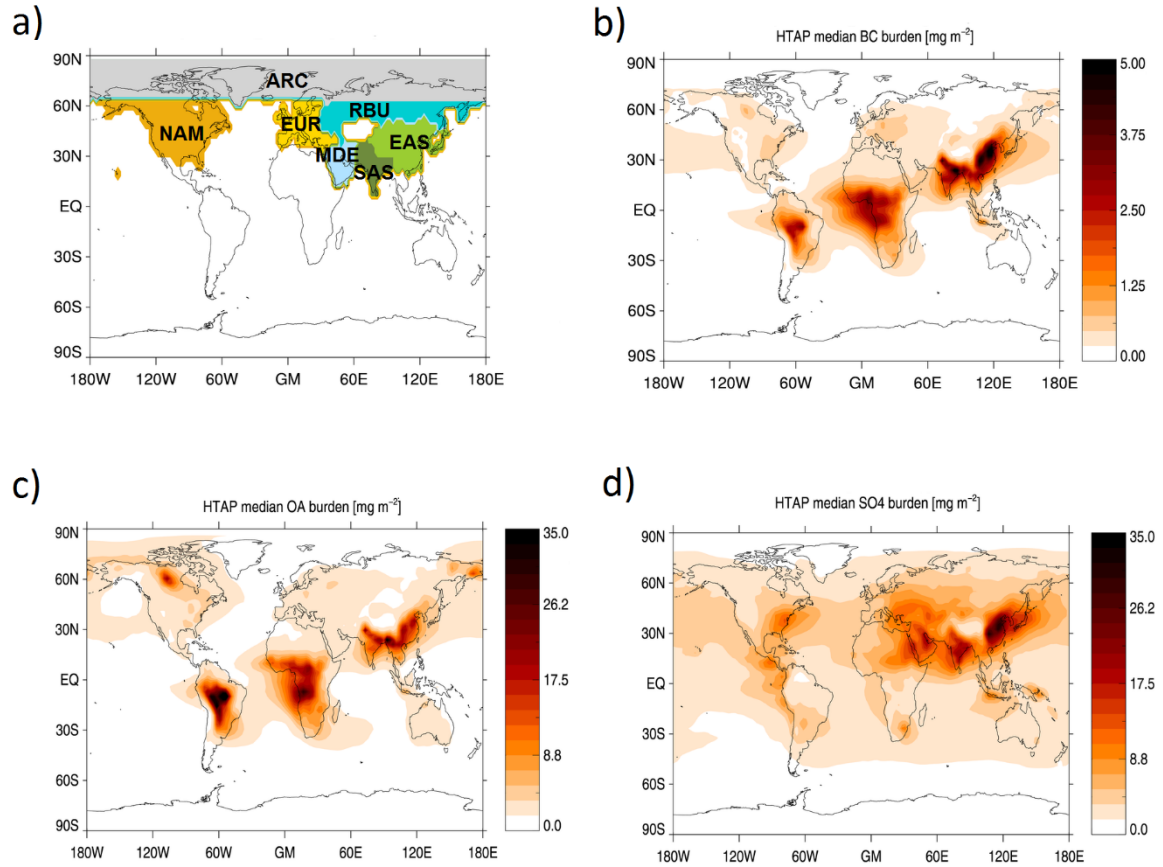 a)
90N
60N
30N
EQ
30S
60S
90S
180W 120W 60W GM 60E 120E 180E
ARC
NAM
EUR
RBU
MDE
EAS
SAS
b)
HTAP median BC burden [mg m⁻²]
90N
60N
30N
EQ
30S
60S
90S
180W 120W 60W GM 60E 120E 180E
5.00
3.75
2.50
1.25
0.00
c)
HTAP median OA burden [mg m⁻²]
90N
60N
30N
EQ
30S
60S
90S
180W 120W 60W GM 60E 120E 180E
35.0
26.2
17.5
8.8
0.0
d)
HTAP median SO4 burden [mg m⁻²]
90N
60N
30N
EQ
30S
60S
90S
180W 120W 60W GM 60E 120E 180E
35.0
26.2
17.5
8.8
0.0